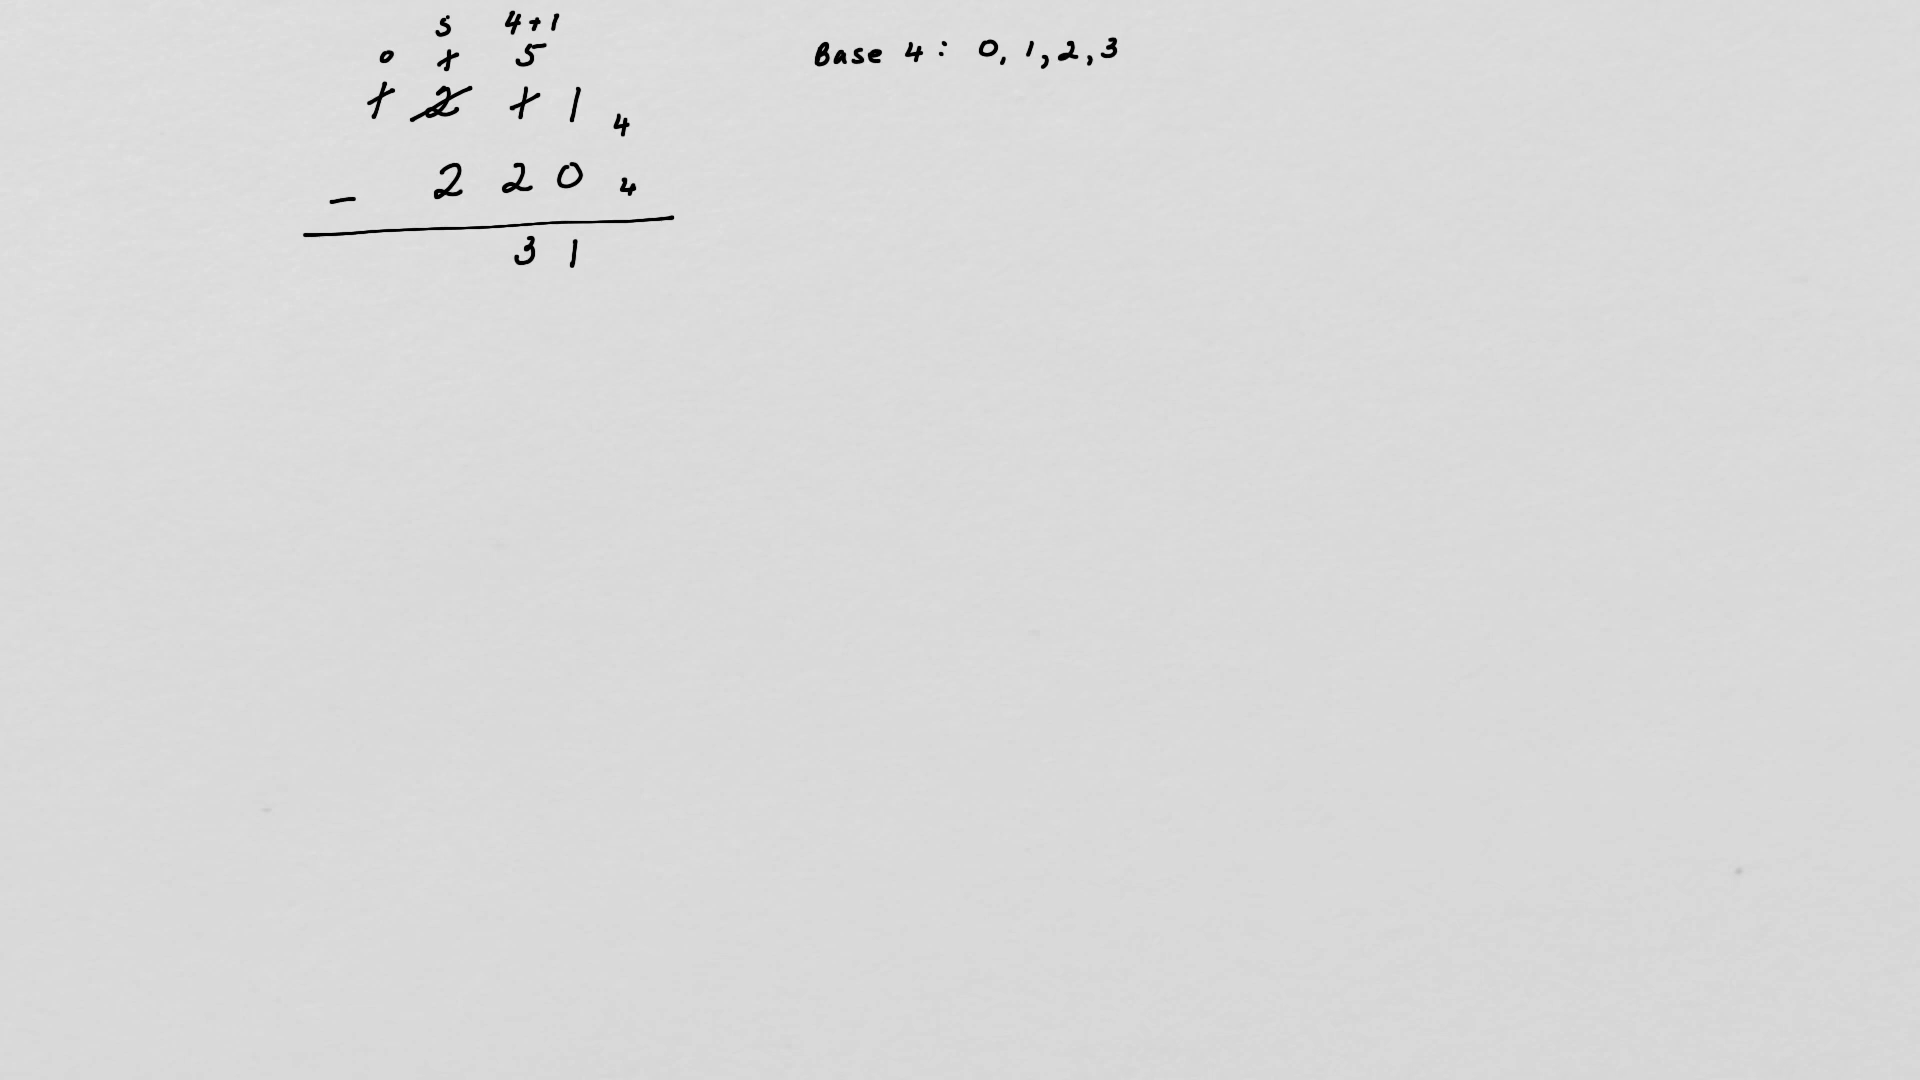 5 4+1
0 1 5
1 2 1 1 4
- 2 2 0 4
3 1
Base 4: 0, 1, 2, 3